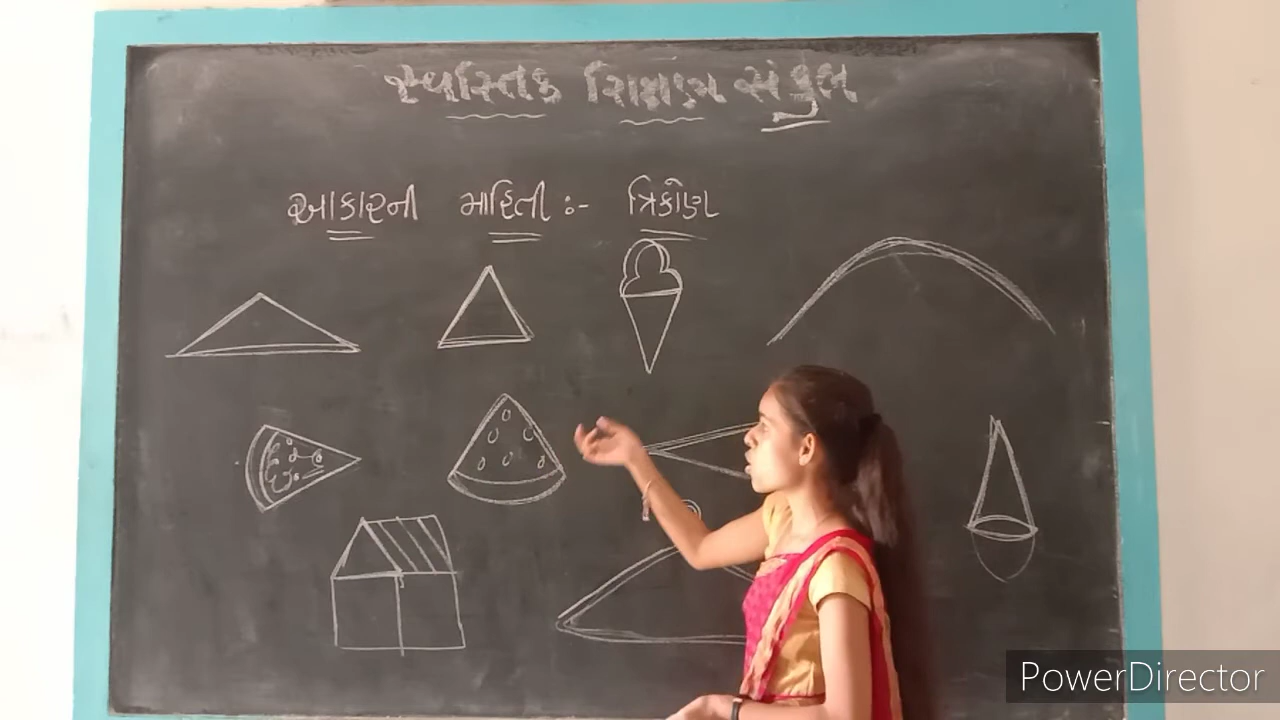 સ્વસ્તિક શિક્ષણ સંકુલ
આકારની માહિતી :- ત્રિકોણ
PowerDirector